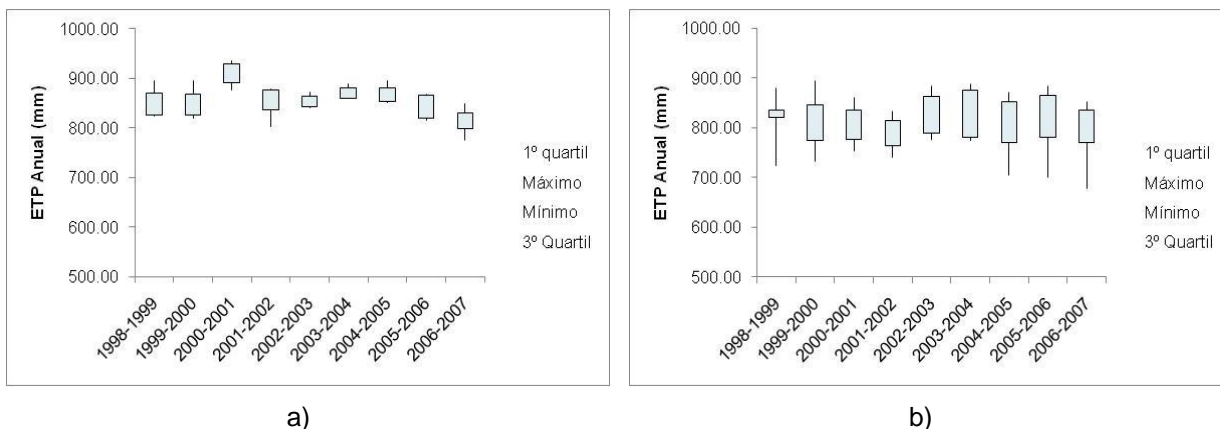 1000.00
900.00
800.00
700.00
600.00
500.00
ETP Anual (mm)
1998-1999
1999-2000
2000-2001
2001-2002
2002-2003
2003-2004
2004-2005
2005-2006
2006-2007
1º quartil
Máximo
Mínimo
3º Quartil
a)
1000.00
900.00
800.00
700.00
600.00
500.00
ETP Anual (mm)
1998-1999
1999-2000
2000-2001
2001-2002
2002-2003
2003-2004
2004-2005
2005-2006
2006-2007
1º quartil
Máximo
Mínimo
3º Quartil
b)